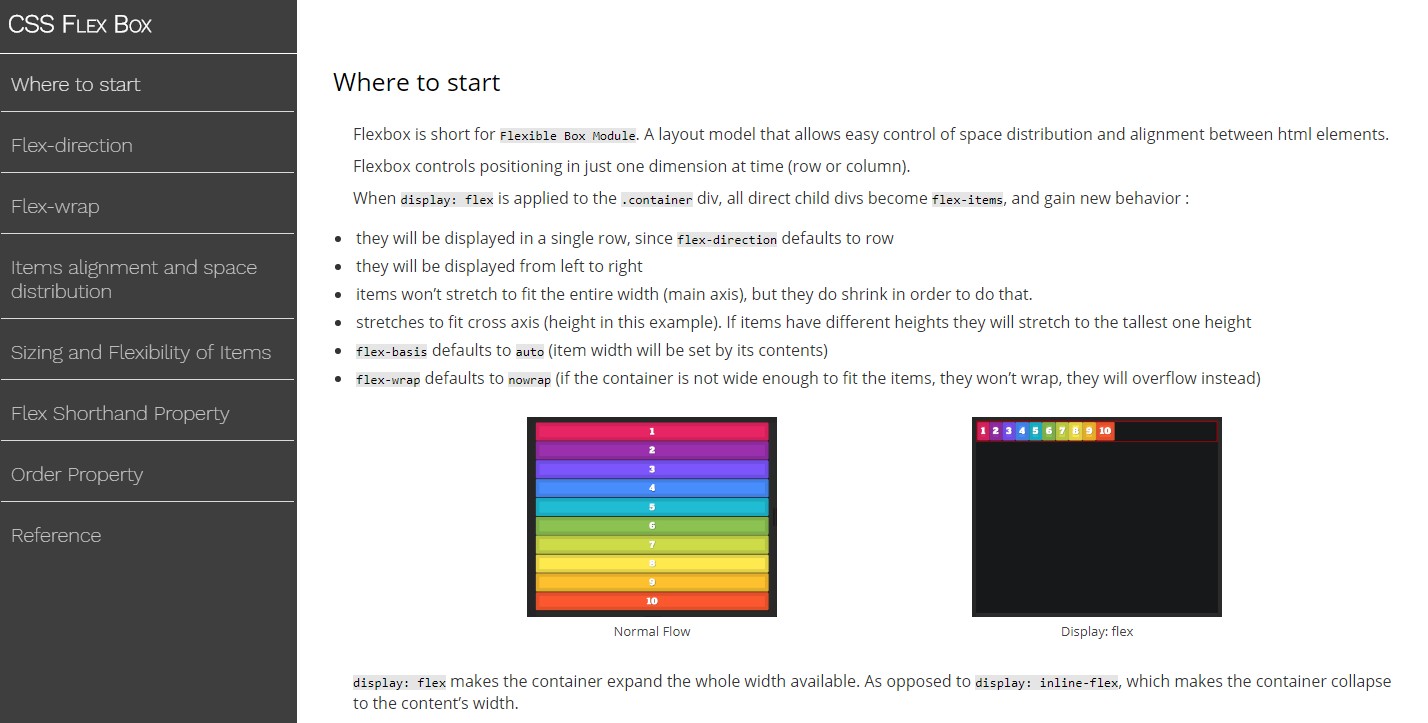 CSS Flex Box
Where to start
Flex-direction
Flex-wrap
Items alignment and space
distribution
Sizing and Flexibility of Items
Flex Shorthand Property
Order Property
Reference
Where to start
Flexbox is short for Flexible Box Module. A layout model that allows easy control of space distribution and alignment between html elements.
Flexbox controls positioning in just one dimension at time (row or column).
When display: flex is applied to the .container div, all direct child divs become flex-items, and gain new behavior :
they will be displayed in a single row, since flex-direction defaults to row
they will be displayed from left to right
items won’t stretch to fit the entire width (main axis), but they do shrink in order to do that.
stretches to fit cross axis (height in this example). If items have different heights they will stretch to the tallest one height
flex-basis defaults to auto (item width will be set by its contents)
flex-wrap defaults to nowrap (if the container is not wide enough to fit the items, they won’t wrap, they will overflow instead)
1
2
3
4
5
6
7
8
9
10
Normal Flow
1 2 3 4 5 6 7 8 9 10
Display: flex
display: flex makes the container expand the whole width available. As opposed to display: inline-flex, which makes the container collapse
to the content’s width.